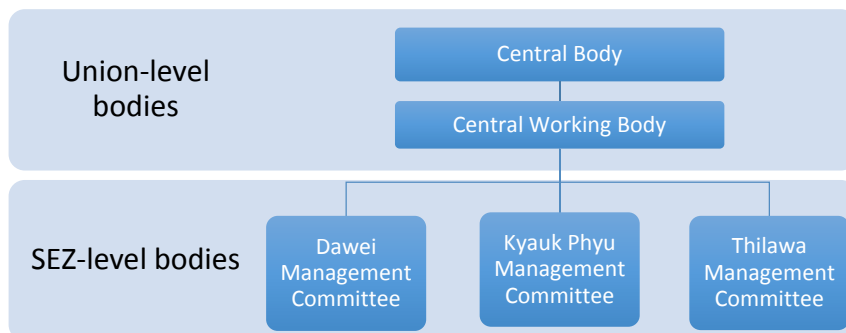 Union-level
bodies
Central Body
Central Working Body
SEZ-level bodies
Dawei
Management
Committee
Kyauk Phyu
Management
Committee
Thilawa
Management
Committee